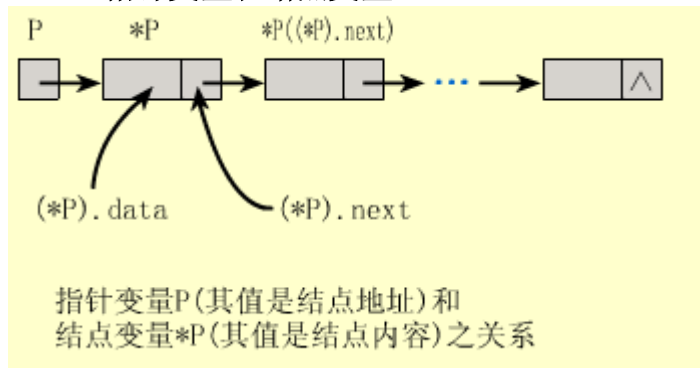 P *P *P((*P).next)
… ∧
(*P).data (*P).next
指针变量P(其值是结点地址)和
结点变量*P(其值是结点内容)之关系